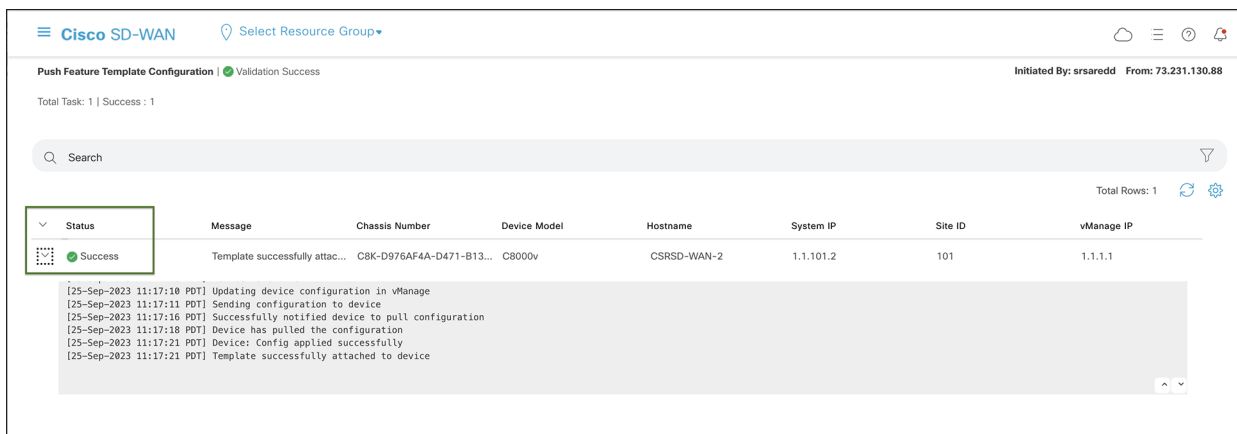 Cisco SD-WAN Select Resource Group
Push Feature Template Configuration | Validation Success Initiated By: srsaredd From: 73.231.130.88
Total Task: 1 | Success : 1
Search
Total Rows: 1
Status Message Chassis Number Device Model Hostname System IP Site ID vManage IP
Success Template successfully attac... C8K-D976AF4A-D471-B13... C8000v CSRSD-WAN-2 1.1.101.2 101 1.1.1.1
[25-Sep-2023 11:17:10 PDT] Updating device configuration in vManage
[25-Sep-2023 11:17:11 PDT] Sending configuration to device
[25-Sep-2023 11:17:16 PDT] Successfully notified device to pull configuration
[25-Sep-2023 11:17:18 PDT] Device has pulled the configuration
[25-Sep-2023 11:17:21 PDT] Device: Config applied successfully
[25-Sep-2023 11:17:21 PDT] Template successfully attached to device